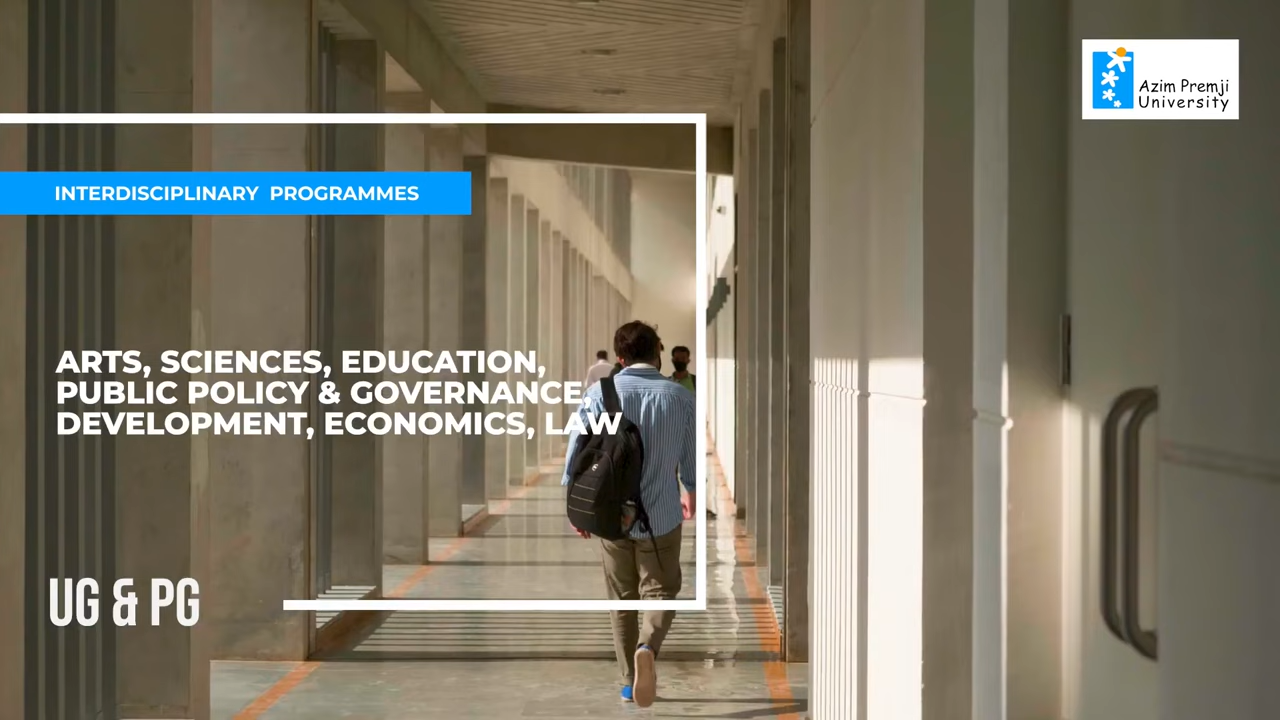 Azim Premji
University
INTERDISCIPLINARY PROGRAMMES
ARTS, SCIENCES, EDUCATION,
PUBLIC POLICY & GOVERNANCE,
DEVELOPMENT, ECONOMICS, LAW
UG & PG